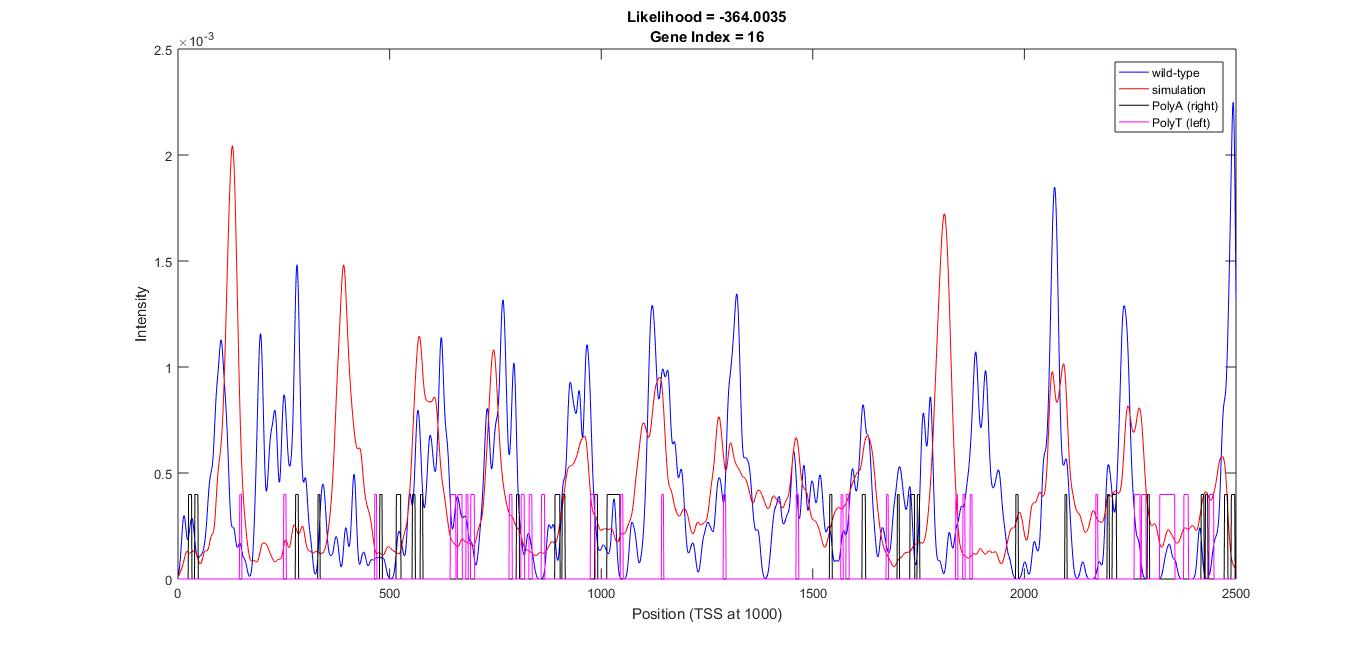 Likelihood = -364.0035
Gene Index = 16
×10⁻³
2.5
2
1.5
1
0.5
0
Intensity
wild-type
simulation
PolyA (right)
PolyT (left)
0 500 1000 1500 2000 2500
Position (TSS at 1000)